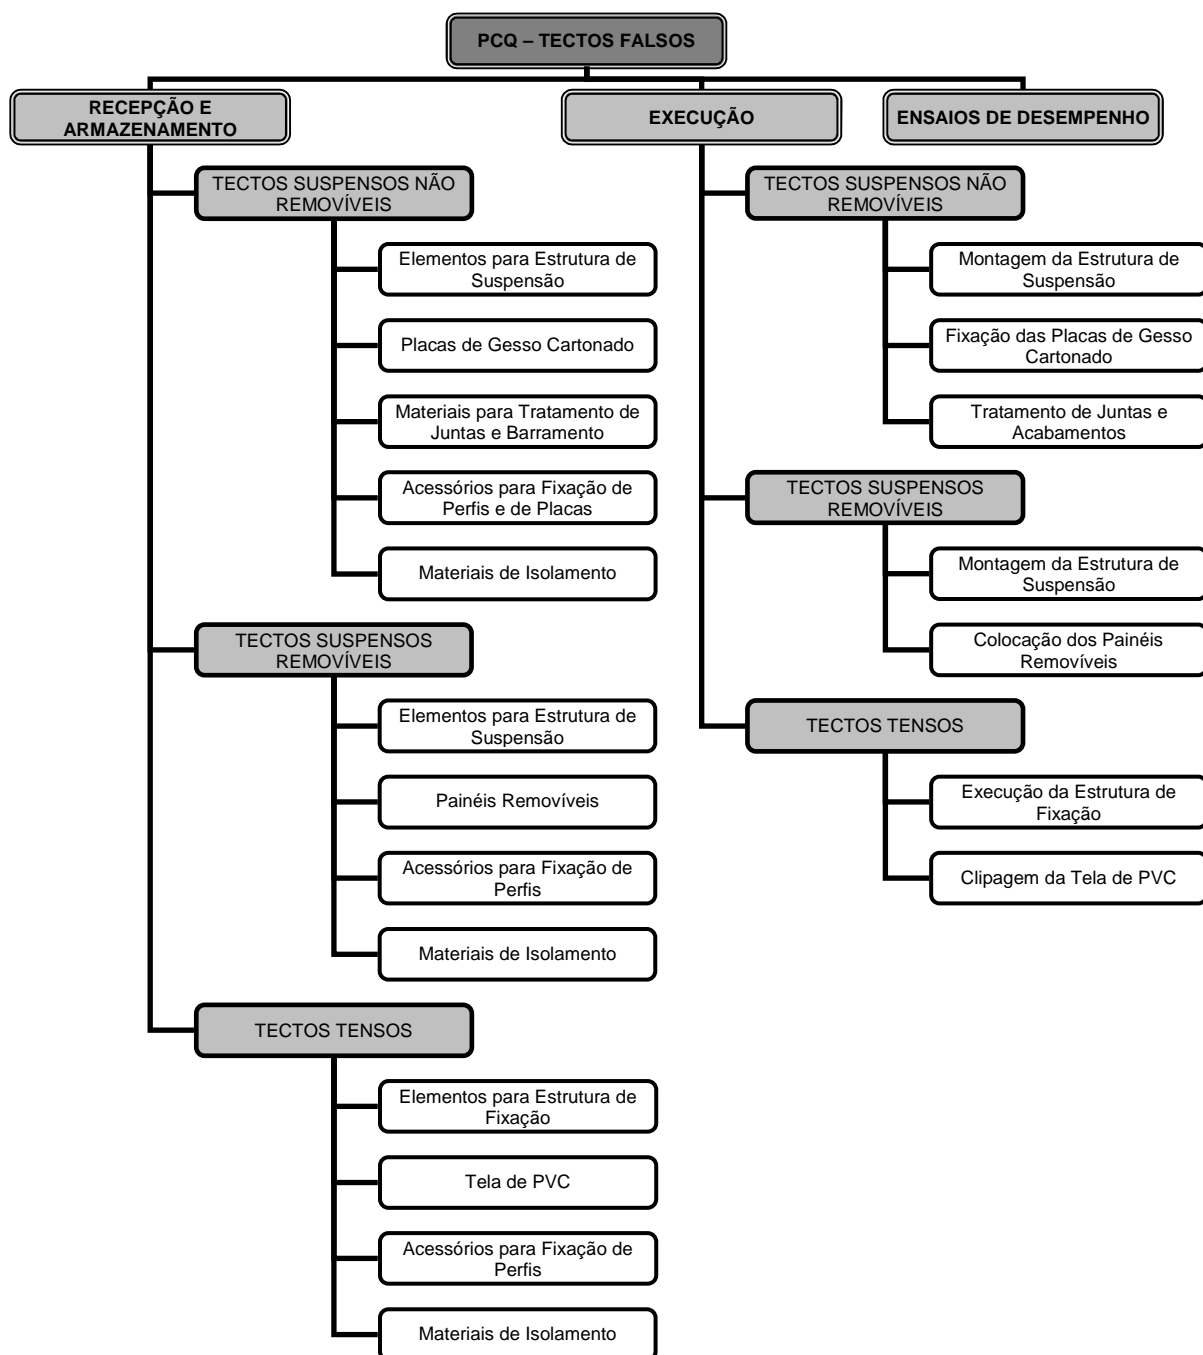 PCQ – TECTOS FALSOS
RECEPÇÃO E
ARMAZENAMENTO
TECTOS SUSPENSOS NÃO
REMOVÍVEIS
Elementos para Estrutura de
Suspensão
Placas de Gesso Cartonado
Materiais para Tratamento de
Juntas e Barramento
Acessórios para Fixação de
Perfis e de Placas
Materiais de Isolamento
TECTOS SUSPENSOS
REMOVÍVEIS
Elementos para Estrutura de
Suspensão
Painéis Removíveis
Acessórios para Fixação de
Perfis
Materiais de Isolamento
TECTOS TENSOS
Elementos para Estrutura de
Fixação
Tela de PVC
Acessórios para Fixação de
Perfis
Materiais de Isolamento
EXECUÇÃO
TECTOS SUSPENSOS NÃO
REMOVÍVEIS
Montagem da Estrutura de
Suspensão
Fixação das Placas de Gesso
Cartonado
Tratamento de Juntas e
Acabamentos
TECTOS SUSPENSOS
REMOVÍVEIS
Montagem da Estrutura de
Suspensão
Colocação dos Painéis
Removíveis
TECTOS TENSOS
Execução da Estrutura de
Fixação
Clipagem da Tela de PVC
ENSAIOS DE DESEMPENHO